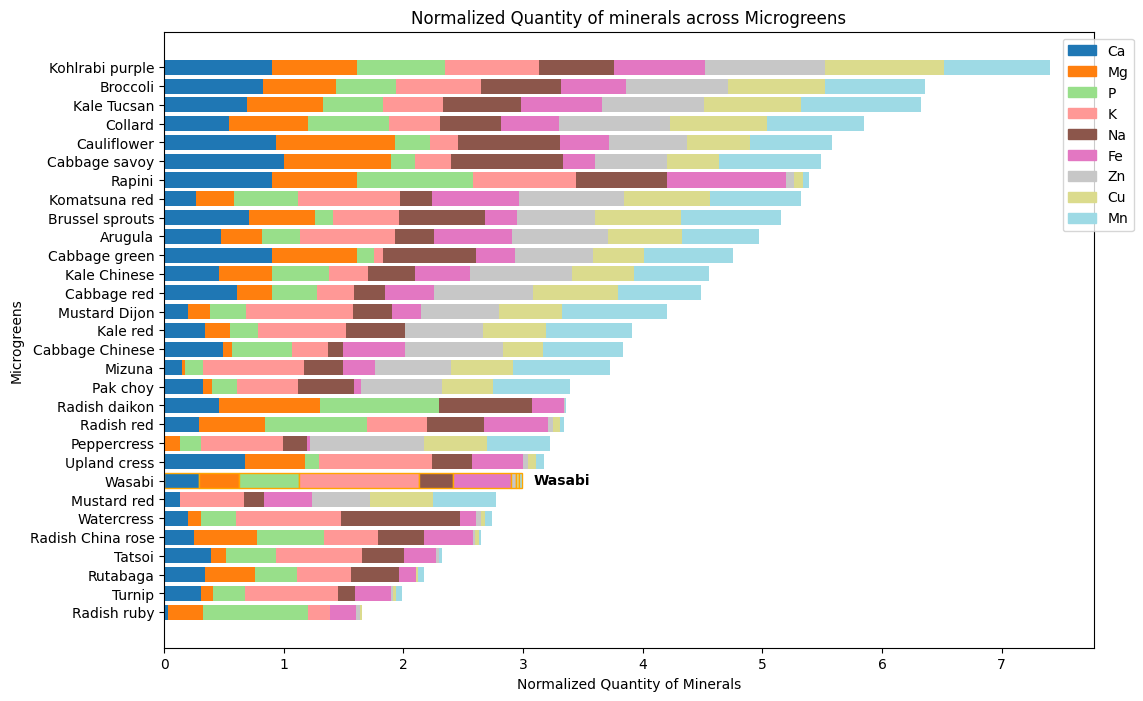 Normalized Quantity of minerals across Microgreens
Ca
Mg
P
K
Na
Fe
Zn
Cu
Mn
Microgreens
Kohlrabi purple
Broccoli
Kale Tucsan
Collard
Cauliflower
Cabbage savoy
Rapini
Komatsuna red
Brussel sprouts
Arugula
Cabbage green
Kale Chinese
Cabbage red
Mustard Dijon
Kale red
Cabbage Chinese
Mizuna
Pak choy
Radish daikon
Radish red
Peppercress
Upland cress
Wasabi
Wasabi
Mustard red
Watercress
Radish China rose
Tatsoi
Rutabaga
Turnip
Radish ruby
0 1 2 3 4 5 6 7
Normalized Quantity of Minerals